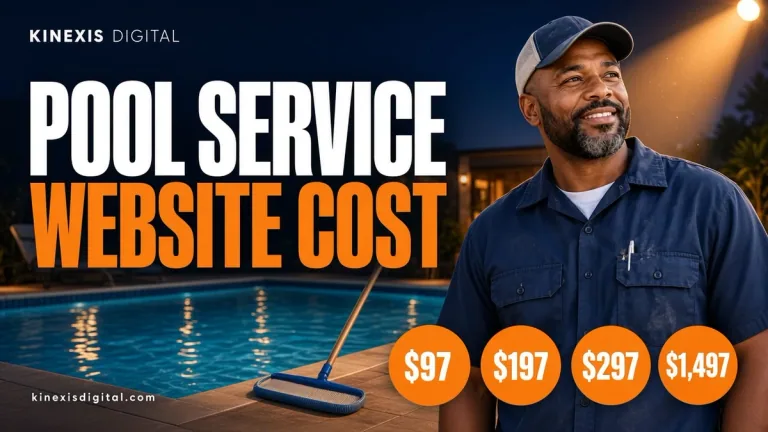 KINEXIS DIGITAL
POOL SERVICE
WEBSITE COST
$97
$197
$297
$1,497
kinexisdigital.com